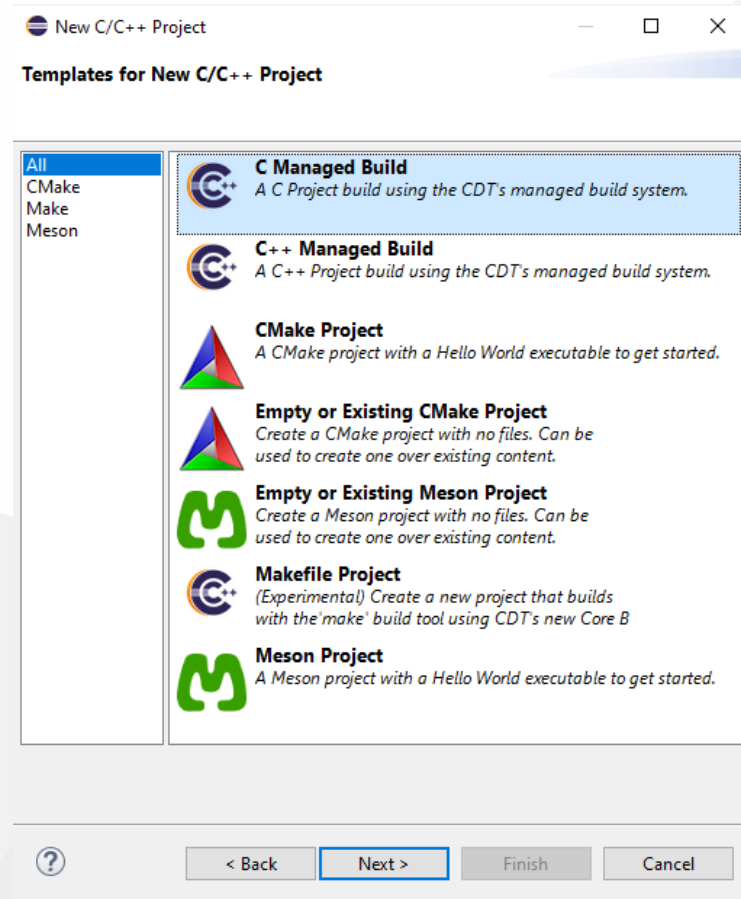 New C/C++ Project
Templates for New C/C++ Project
All
CMake
Make
Meson
C Managed Build
A C Project build using the CDT's managed build system.
C++ Managed Build
A C++ Project build using the CDT's managed build system.
CMake Project
A CMake project with a Hello World executable to get started.
Empty or Existing CMake Project
Create a CMake project with no files. Can be
used to create one over existing content.
Empty or Existing Meson Project
Create a Meson project with no files. Can be
used to create one over existing content.
Makefile Project
(Experimental) Create a new project that builds
with the'make' build tool using CDT's new Core B
Meson Project
A Meson project with a Hello World executable to get started.
< Back
Next >
Finish
Cancel